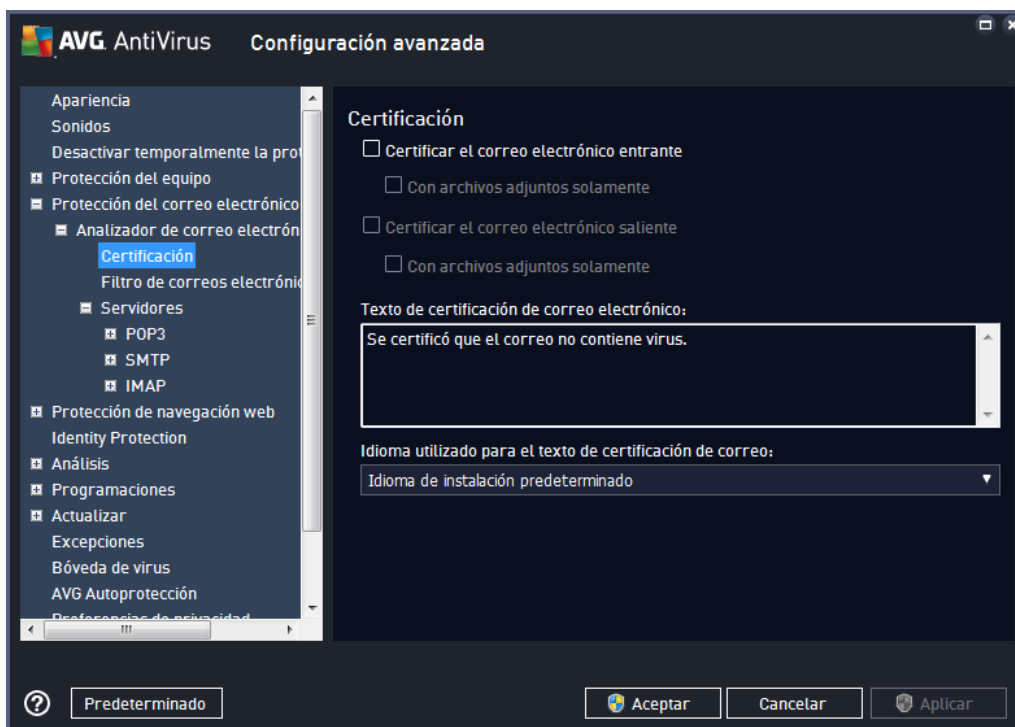 AVG. AntiVirus Configuración avanzada
Apariencia
Sonidos
Desactivar temporalmente la prot
Protección del equipo
Protección del correo electrónico
Analizador de correo electrón
Certificación
Filtro de correos electrónic
Servidores
POP3
SMTP
IMAP
Protección de navegación web
Identity Protection
Análisis
Programaciones
Actualizar
Excepciones
Bóveda de virus
AVG Autoprotección
Preferencias de privacidad
Certificación
Certificar el correo electrónico entrante
Con archivos adjuntos solamente
Certificar el correo electrónico saliente
Con archivos adjuntos solamente
Texto de certificación de correo electrónico:
Se certificó que el correo no contiene virus.
Idioma utilizado para el texto de certificación de correo:
Idioma de instalación predeterminado
Predeterminado
Aceptar
Cancelar
Aplicar